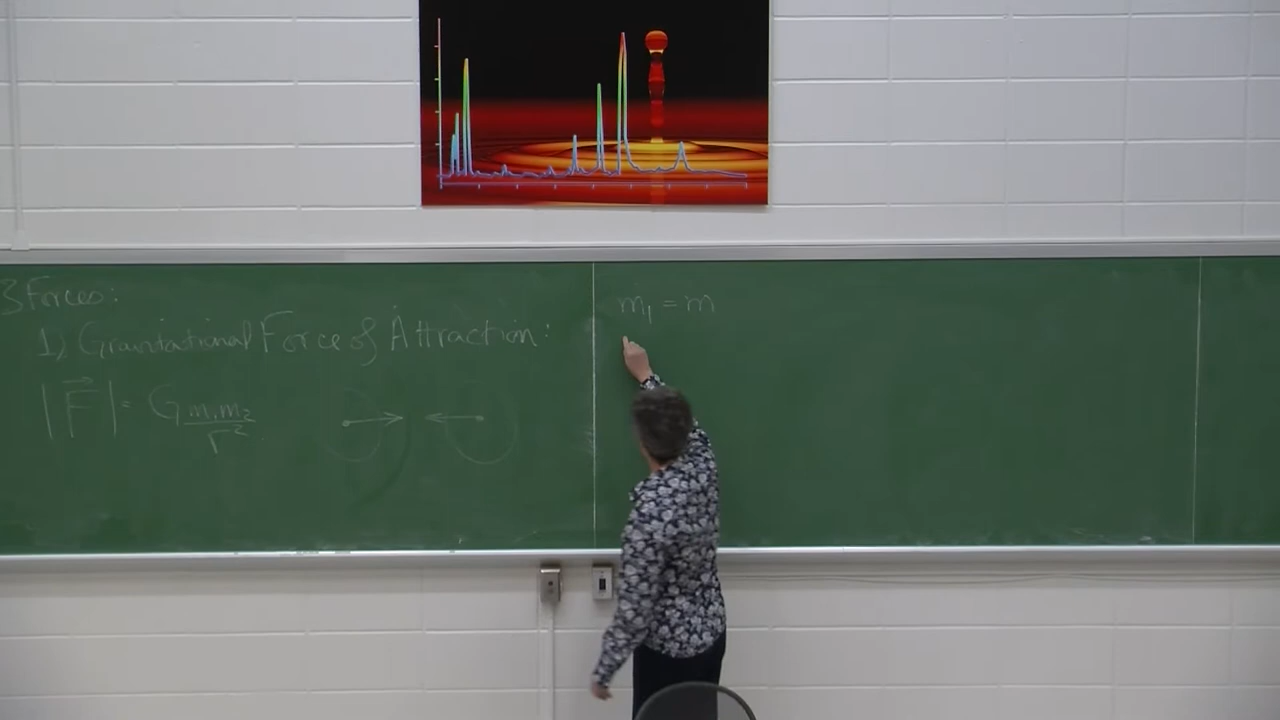 3 Forces:
1) Gravitational Force of Attraction:
|F⃗| = G m₁m₂/r²
m₁ = m